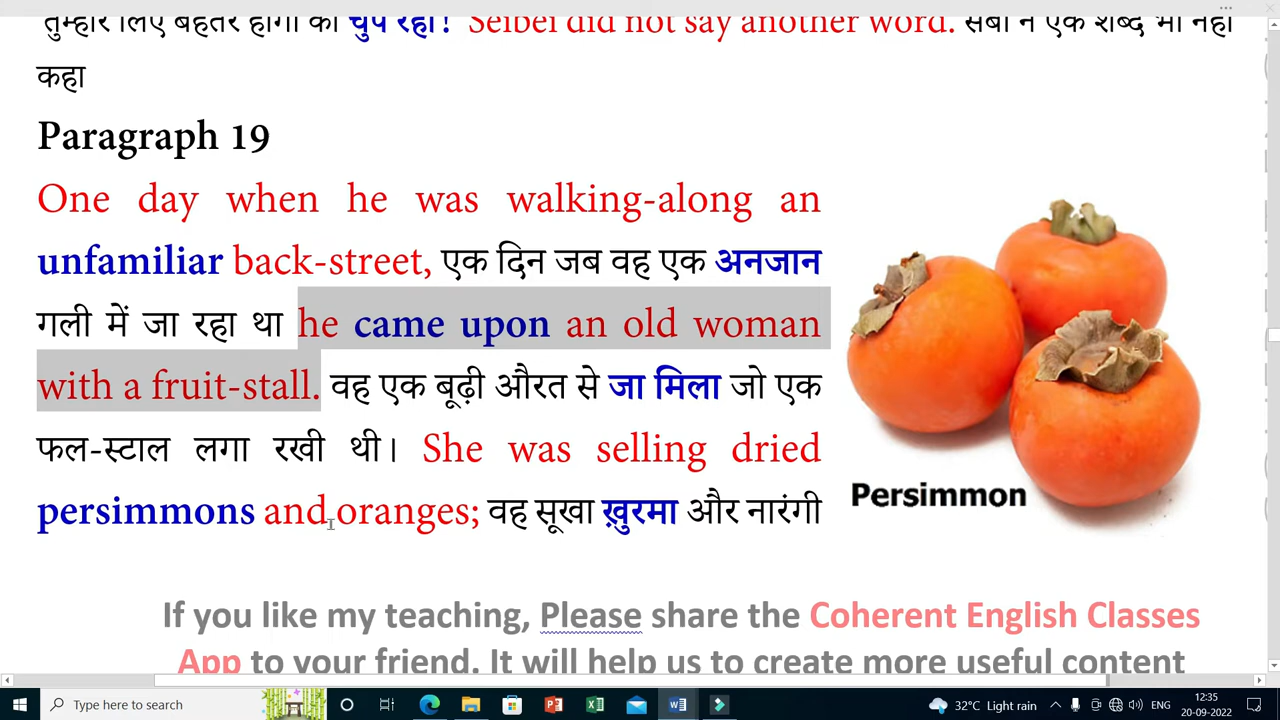 तुम्हारे लिए बेहतर होगा की चुप रहो! Seibei did not say another word. सेबी ने एक शब्द भी नहीं
कहा
Paragraph 19
One day when he was walking-along an
unfamiliar back-street, एक दिन जब वह एक अनजान
गली में जा रहा था he came upon an old woman
with a fruit-stall. वह एक बूढ़ी औरत से जा मिला जो एक
फल-स्टाल लगा रखी थी। She was selling dried
persimmons and oranges; वह सूखा ख़ुरमा और नारंगी
Persimmon
If you like my teaching, Please share the Coherent English Classes
App to your friend. It will help us to create more useful content
Type here to search
32°C Light rain
ENG
12:35
20-09-2022